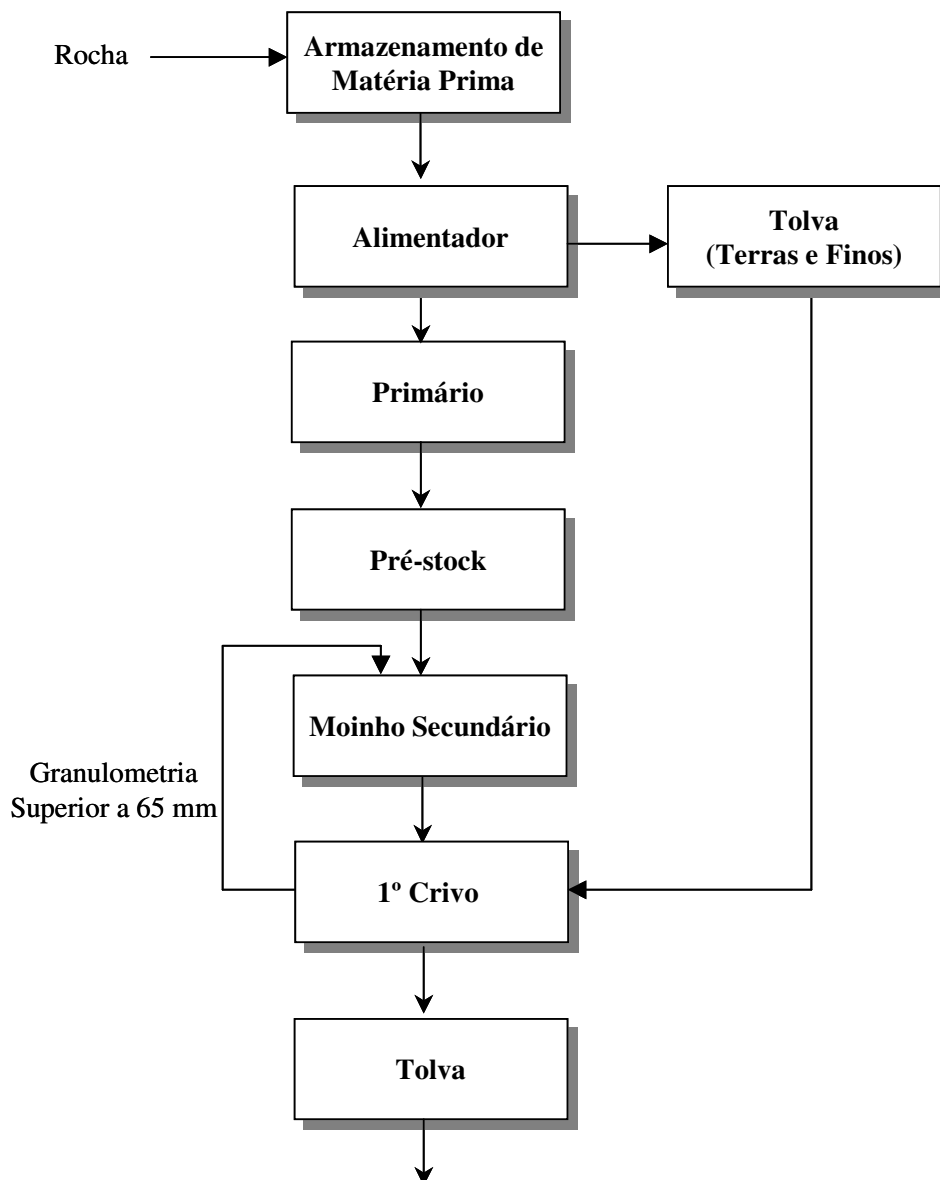 Rocha
Armazenamento de
Matéria Prima
Alimentador
Tolva
(Terras e Finos)
Primário
Pré-stock
Moinho Secundário
Granulometria
Superior a 65 mm
1º Crivo
Tolva